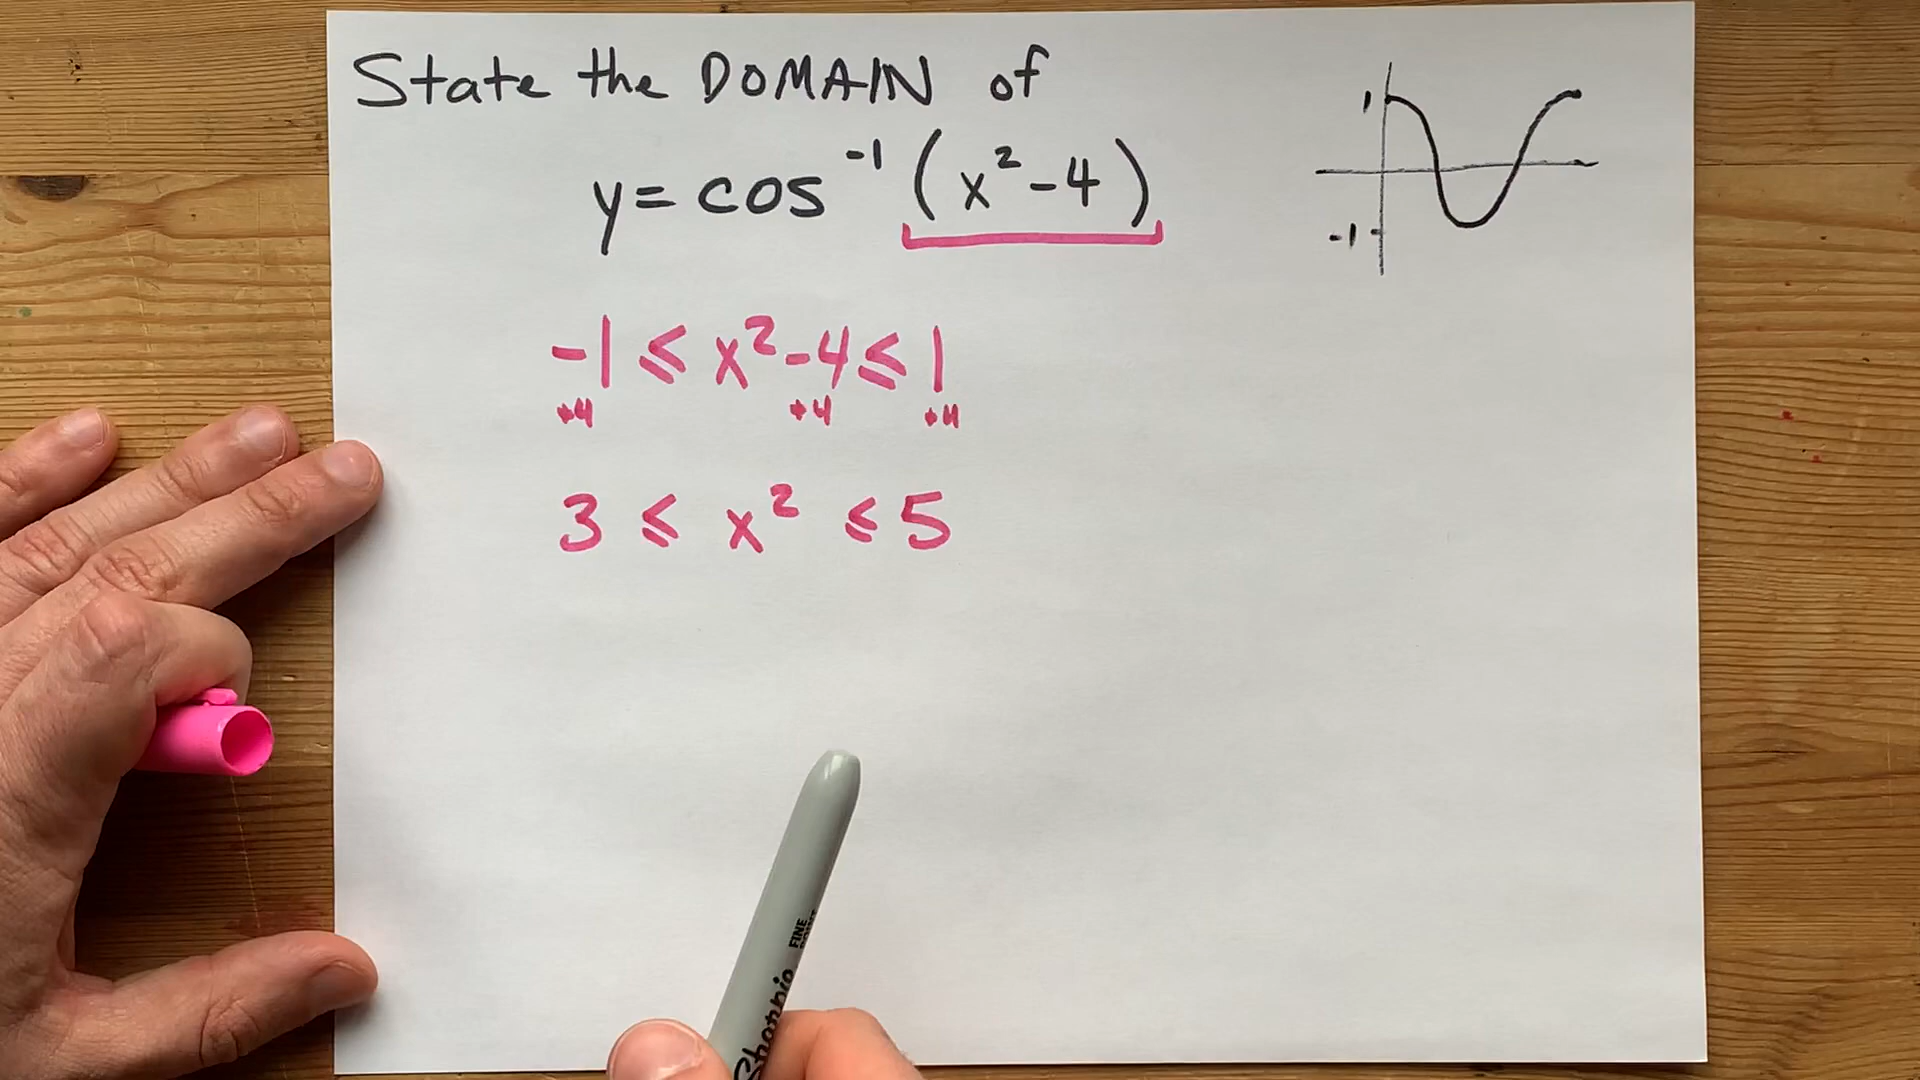 State the DOMAIN of
y = cos⁻¹ (x² - 4)
1
-1
-1 ≤ x² - 4 ≤ 1
+4 +4 +4
3 ≤ x² ≤ 5
FINE
Sharpie